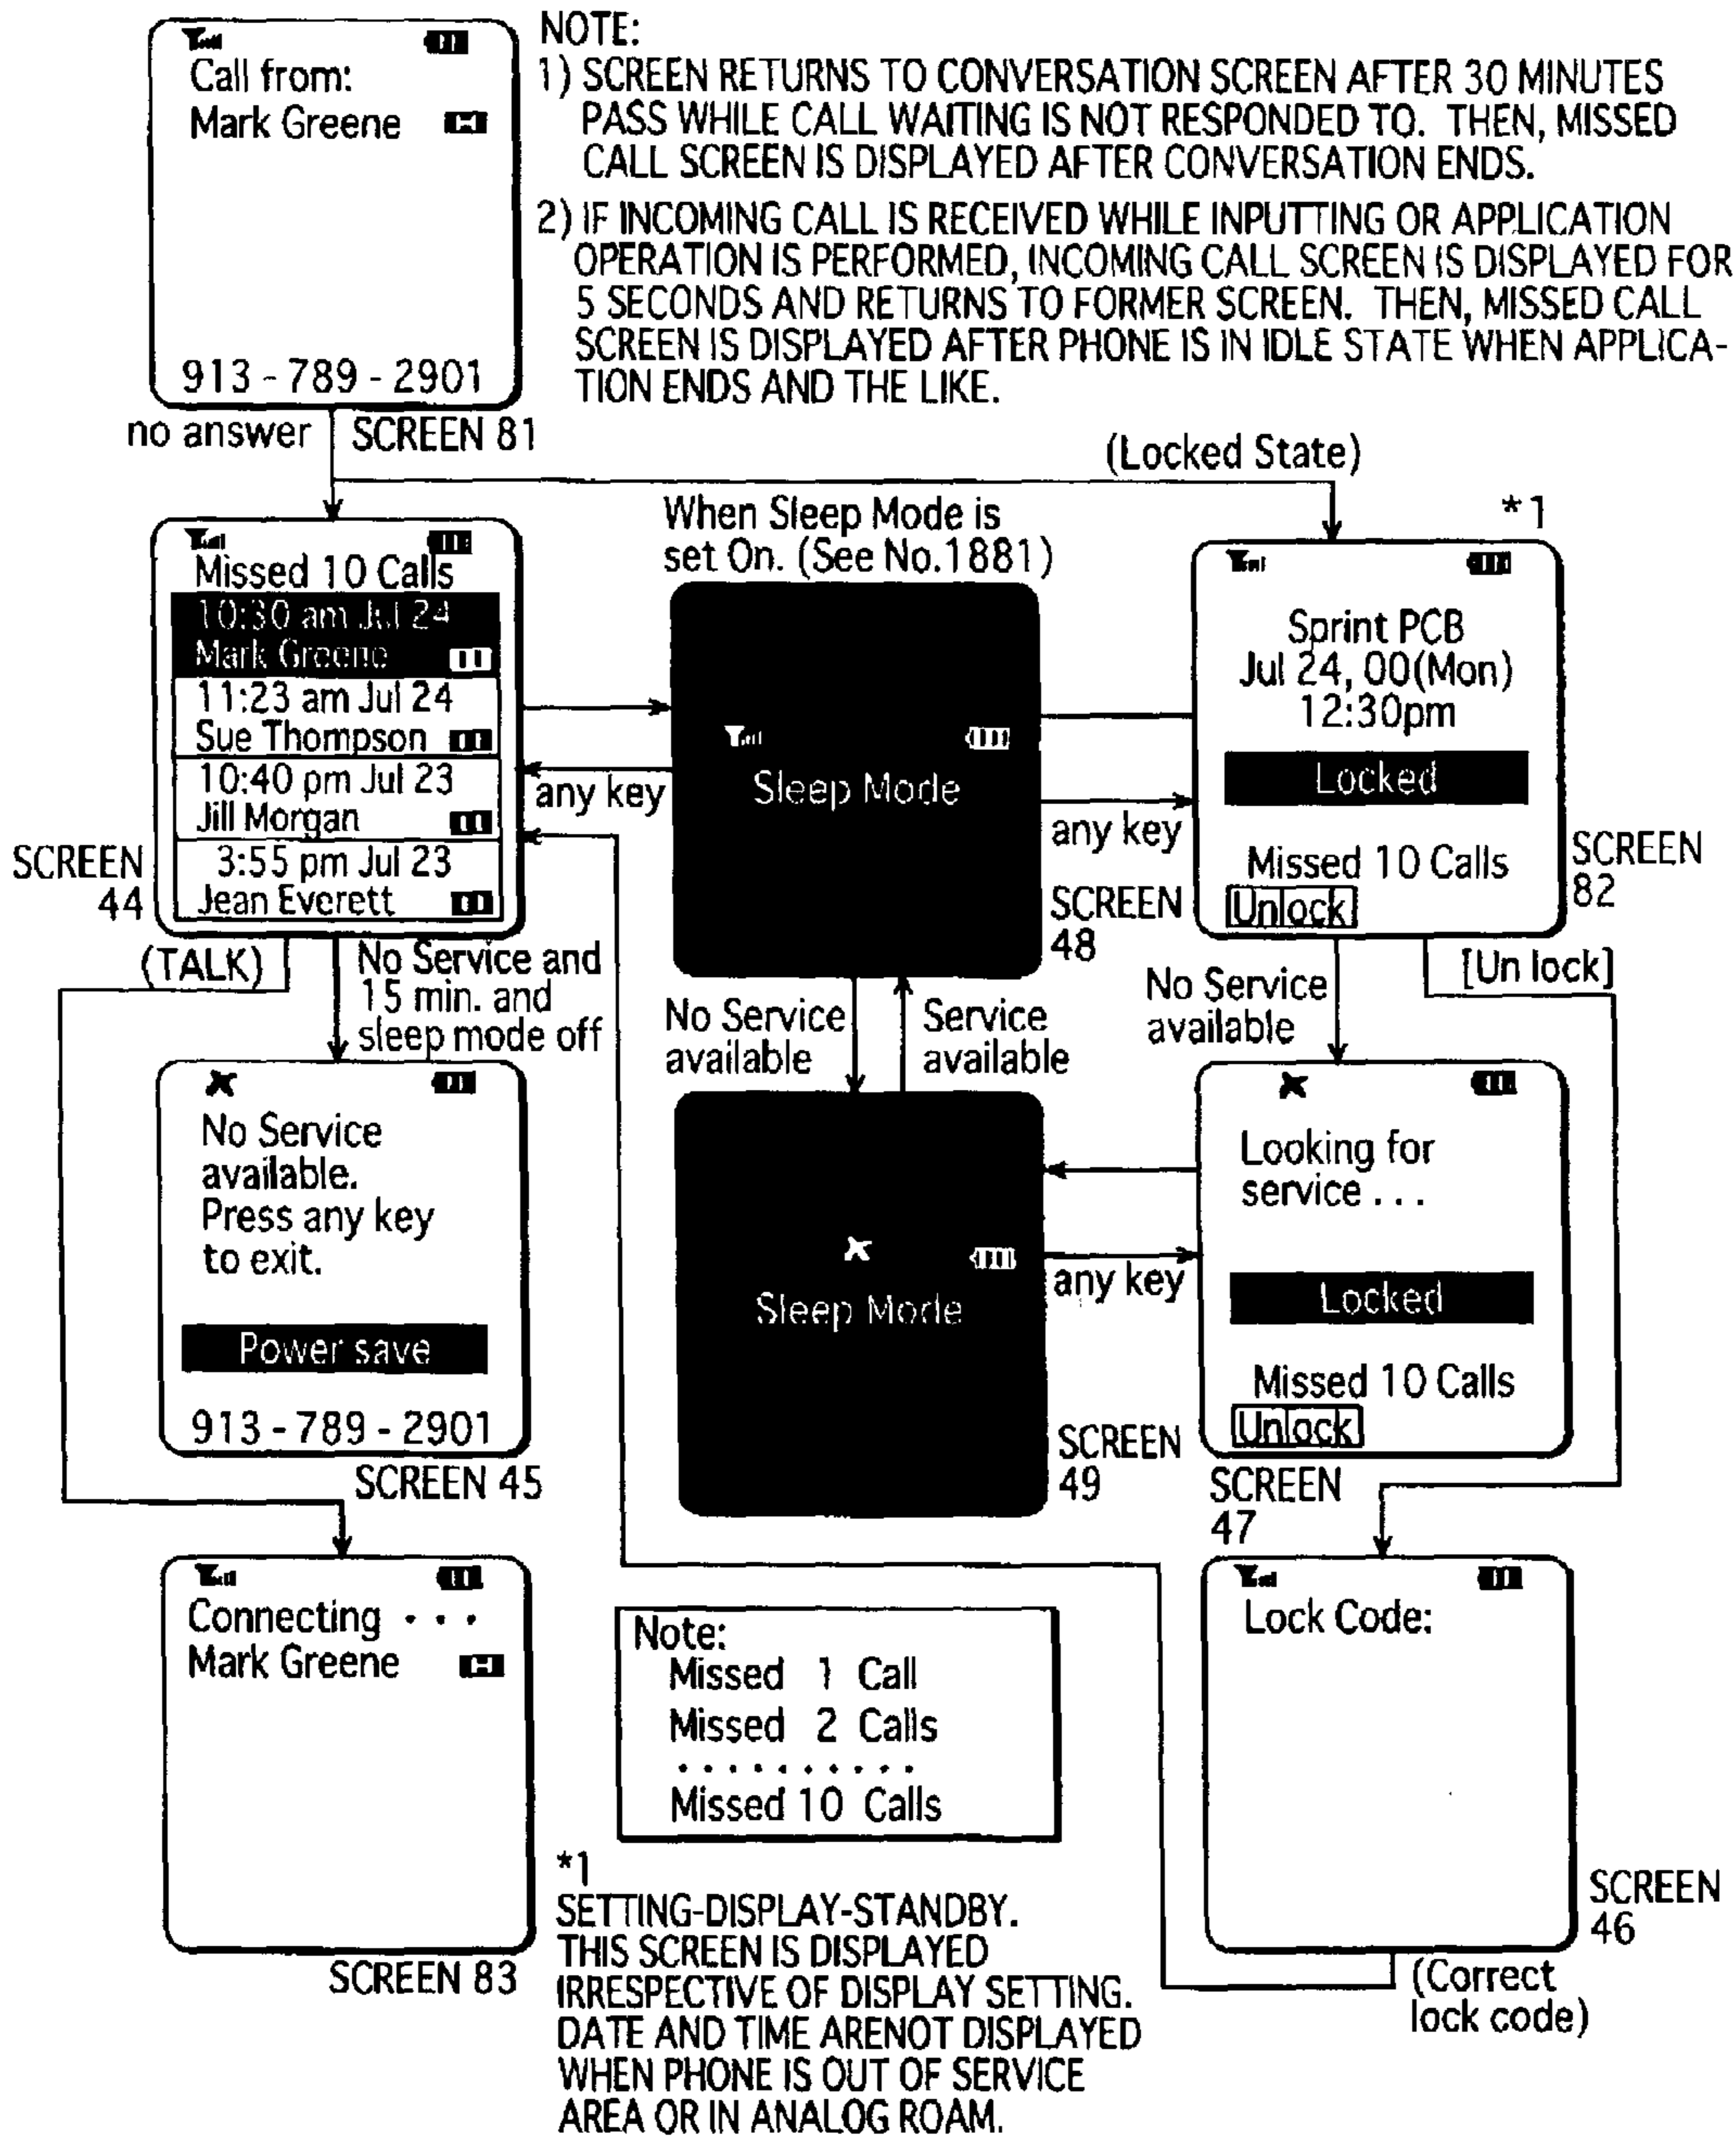 Call from:
Mark Greene
913 - 789 - 2901
NOTE:
1) SCREEN RETURNS TO CONVERSATION SCREEN AFTER 30 MINUTES
PASS WHILE CALL WAITING IS NOT RESPONDED TO. THEN, MISSED
CALL SCREEN IS DISPLAYED AFTER CONVERSATION ENDS.
2) IF INCOMING CALL IS RECEIVED WHILE INPUTTING OR APPLICATION
OPERATION IS PERFORMED, INCOMING CALL SCREEN IS DISPLAYED FOR
5 SECONDS AND RETURNS TO FORMER SCREEN. THEN, MISSED CALL
SCREEN IS DISPLAYED AFTER PHONE IS IN IDLE STATE WHEN APPLICA-
TION ENDS AND THE LIKE.
no answer
SCREEN 81
(Locked State)
Missed 10 Calls
10:30 am Jul 24
Mark Greene
11:23 am Jul 24
Sue Thompson
10:40 pm Jul 23
Jill Morgan
3:55 pm Jul 23
Jean Everett
SCREEN
44
When Sleep Mode is
set On. (See No.1881)
Sleep Mode
any key
any key
SCREEN
48
*1
Sprint PCB
Jul 24, 00(Mon)
12:30pm
Locked
Missed 10 Calls
Unlock
SCREEN
82
(TALK)
No Service and
15 min. and
sleep mode off
No Service
available
Service
available
No Service
available
[Un lock]
No Service
available.
Press any key
to exit.
Power save
913 - 789 - 2901
SCREEN 45
Sleep Mode
any key
SCREEN
49
Looking for
service . . .
Locked
Missed 10 Calls
Unlock
SCREEN
47
Connecting . . .
Mark Greene
SCREEN 83
Note:
Missed 1 Call
Missed 2 Calls
. . . . . . . . . .
Missed 10 Calls
Lock Code:
SCREEN
46
(Correct
lock code)
*1
SETTING-DISPLAY-STANDBY.
THIS SCREEN IS DISPLAYED
IRRESPECTIVE OF DISPLAY SETTING.
DATE AND TIME ARENOT DISPLAYED
WHEN PHONE IS OUT OF SERVICE
AREA OR IN ANALOG ROAM.